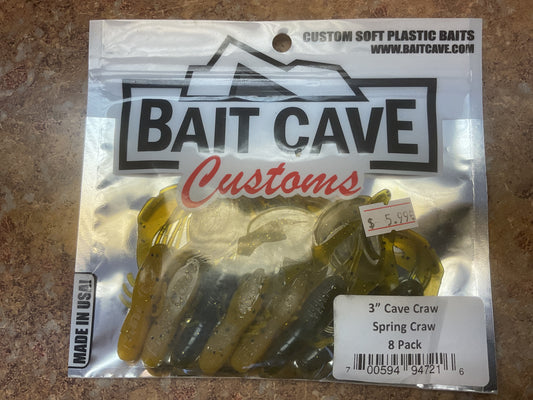 CUSTOM SOFT PLASTIC BAITS
WWW.BAITCAVE.COM
BAIT CAVE
Customs
$ 5.99
MADE IN USA!
3” Cave Craw
Spring Craw
8 Pack
7 00594 94721 6